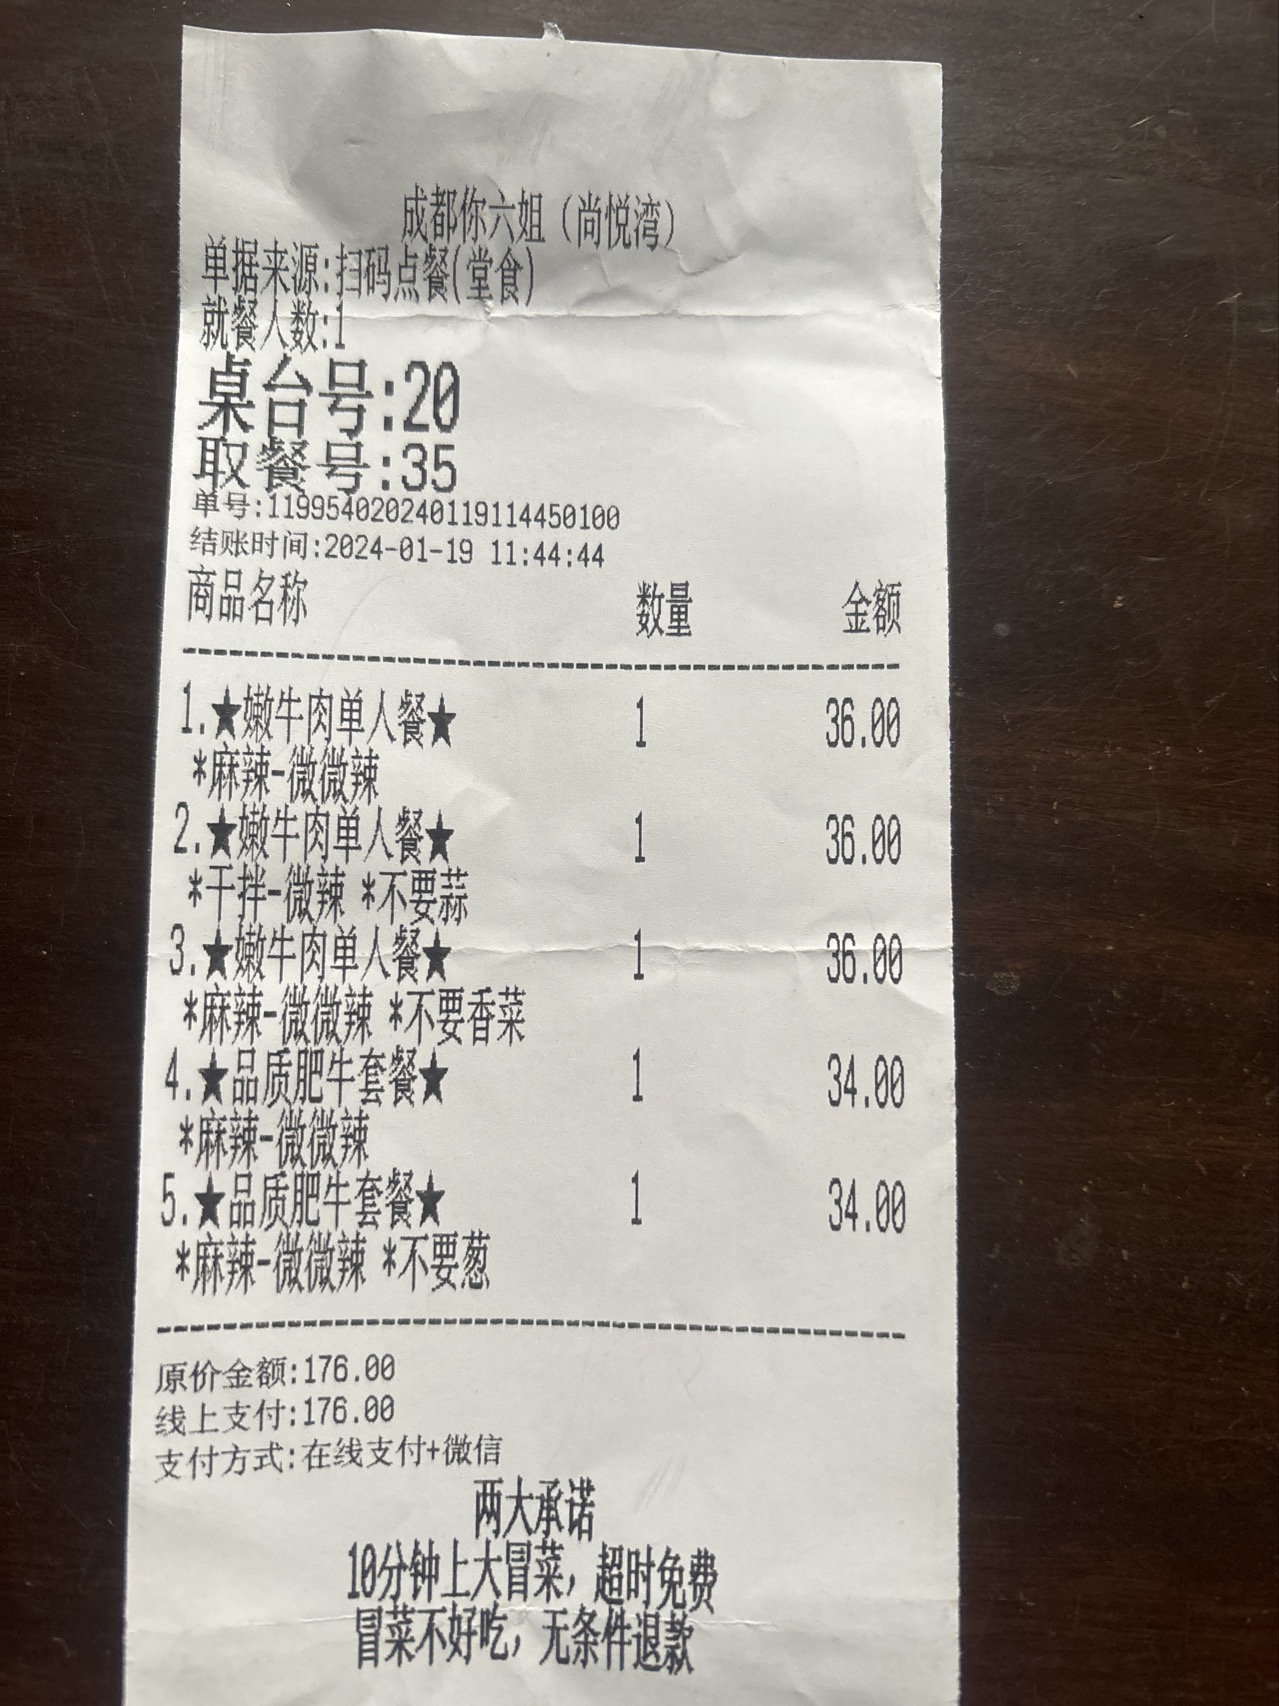 成都你六姐（尚悦湾）
单据来源:扫码点餐(堂食)
就餐人数:1
桌台号:20
取餐号:35
单号:119954020240119114450100
结账时间:2024-01-19 11:44:44
商品名称 数量 金额
1.★嫩牛肉单人餐★ 1 36.00
*麻辣-微微辣
2.★嫩牛肉单人餐★ 1 36.00
*干拌-微辣 *不要蒜
3.★嫩牛肉单人餐★ 1 36.00
*麻辣-微微辣 *不要香菜
4.★品质肥牛套餐★ 1 34.00
*麻辣-微微辣
5.★品质肥牛套餐★ 1 34.00
*麻辣-微微辣 *不要葱
原价金额:176.00
线上支付:176.00
支付方式:在线支付+微信
两大承诺
10分钟上大冒菜，超时免费
冒菜不好吃，无条件退款